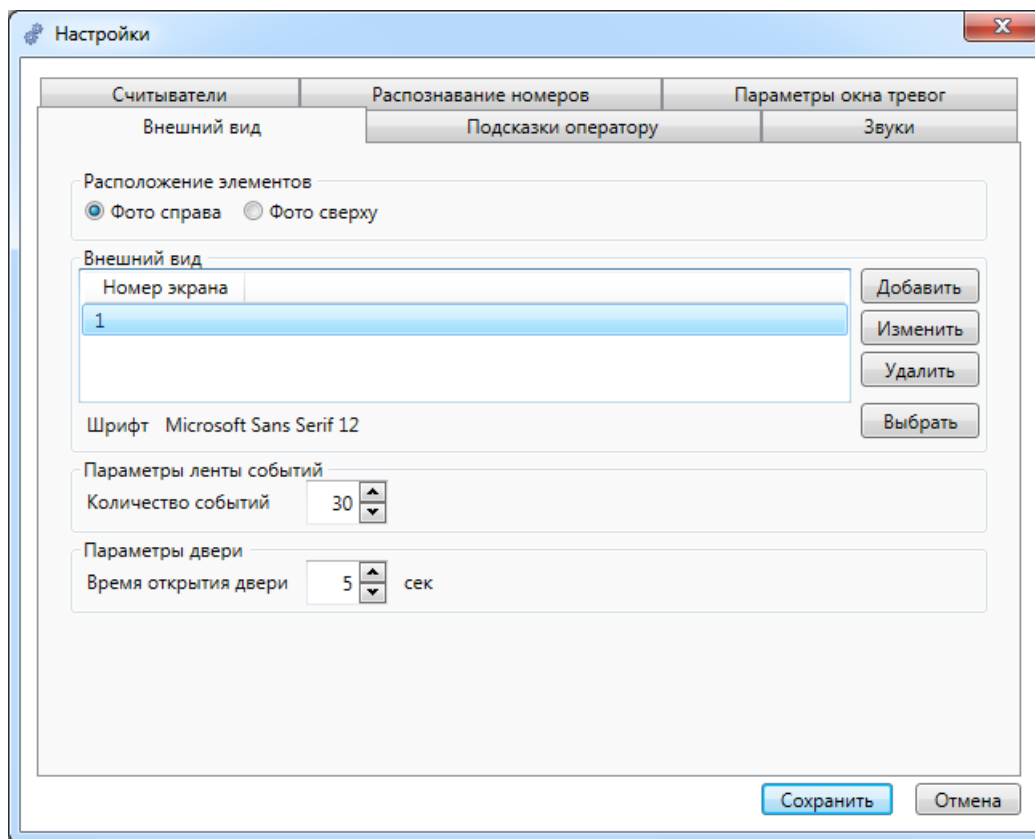 Настройки
Считыватели Распознавание номеров Параметры окна тревог
Внешний вид Подсказки оператору Звуки
Расположение элементов
Фото справа Фото сверху
Внешний вид
Номер экрана Добавить
1 Изменить
Удалить
Шрифт Microsoft Sans Serif 12 Выбрать
Параметры ленты событий
Количество событий 30
Параметры двери
Время открытия двери 5 сек
Сохранить Отмена